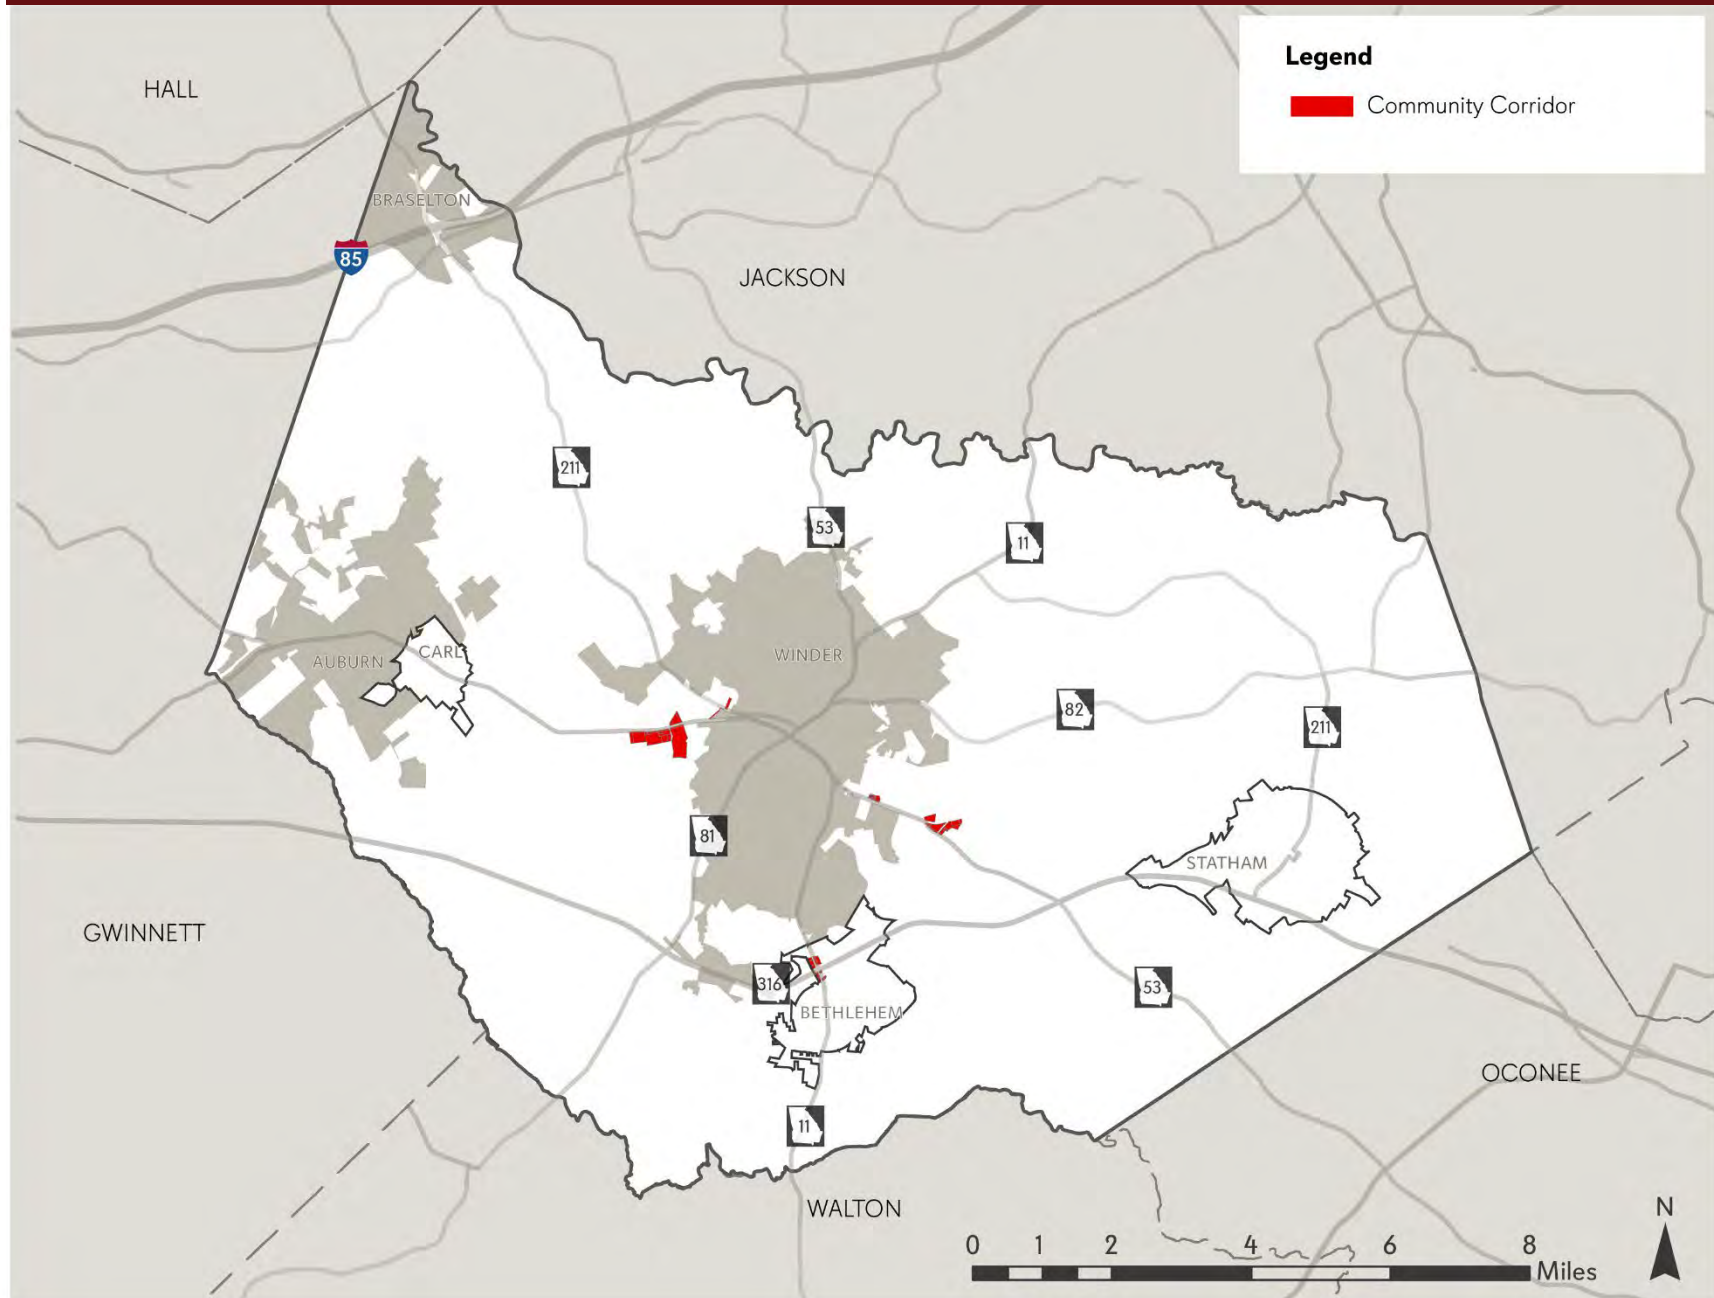 Legend
Community Corridor
HALL
BRASELTON
85
JACKSON
211
53
11
WINDER
AUBURN
CARL
82
211
81
STATHAM
GWINNETT
316
BETHLEHEM
53
OCONEE
11
WALTON
N
0 1 2 4 6 8
Miles